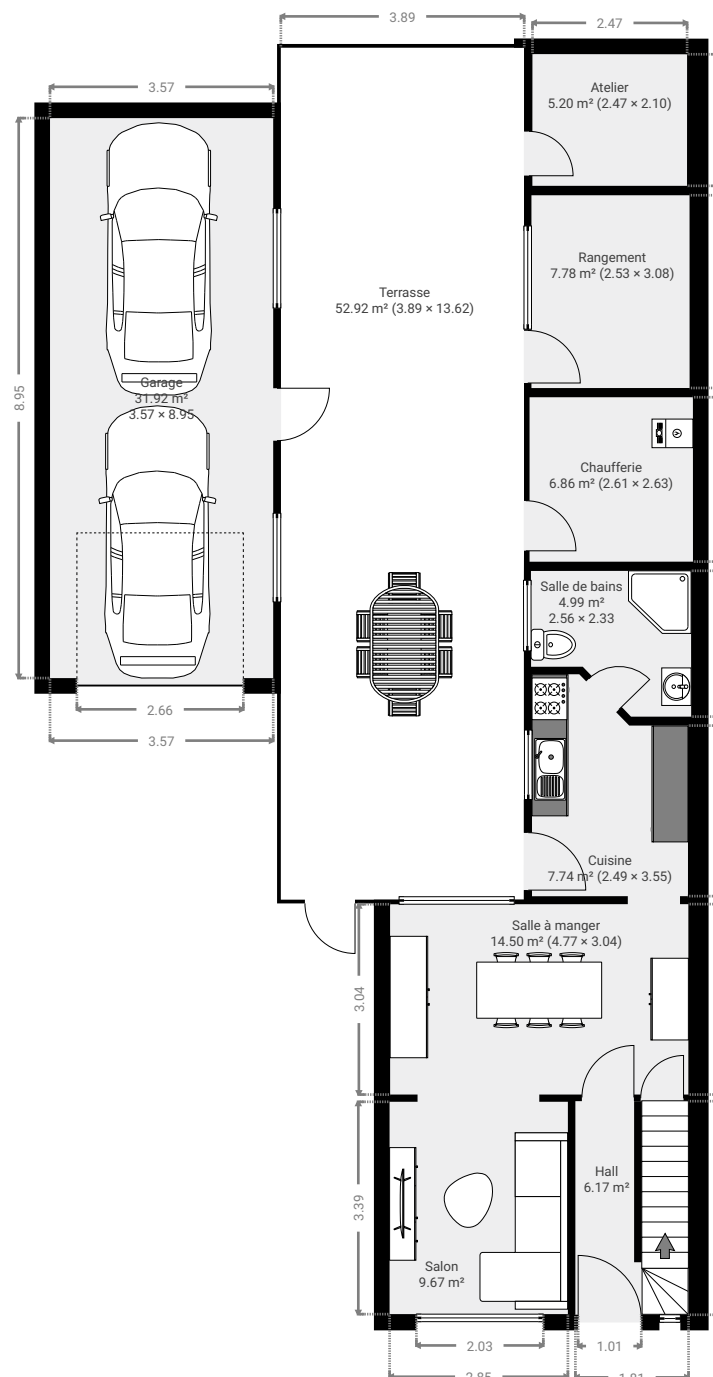 3.89
2.47
Atelier
5.20 m² (2.47 × 2.10)
3.57
Rangement
7.78 m² (2.53 × 3.08)
Terrasse
52.92 m² (3.89 × 13.62)
8.95
Garage
31.92 m²
3.57 × 8.95
Chaufferie
6.86 m² (2.61 × 2.63)
V
Salle de bains
4.99 m²
2.56 × 2.33
2.66
3.57
Cuisine
7.74 m² (2.49 × 3.55)
Salle à manger
14.50 m² (4.77 × 3.04)
3.04
Hall
6.17 m²
3.39
Salon
9.67 m²
2.03
1.01
2.85
1.81